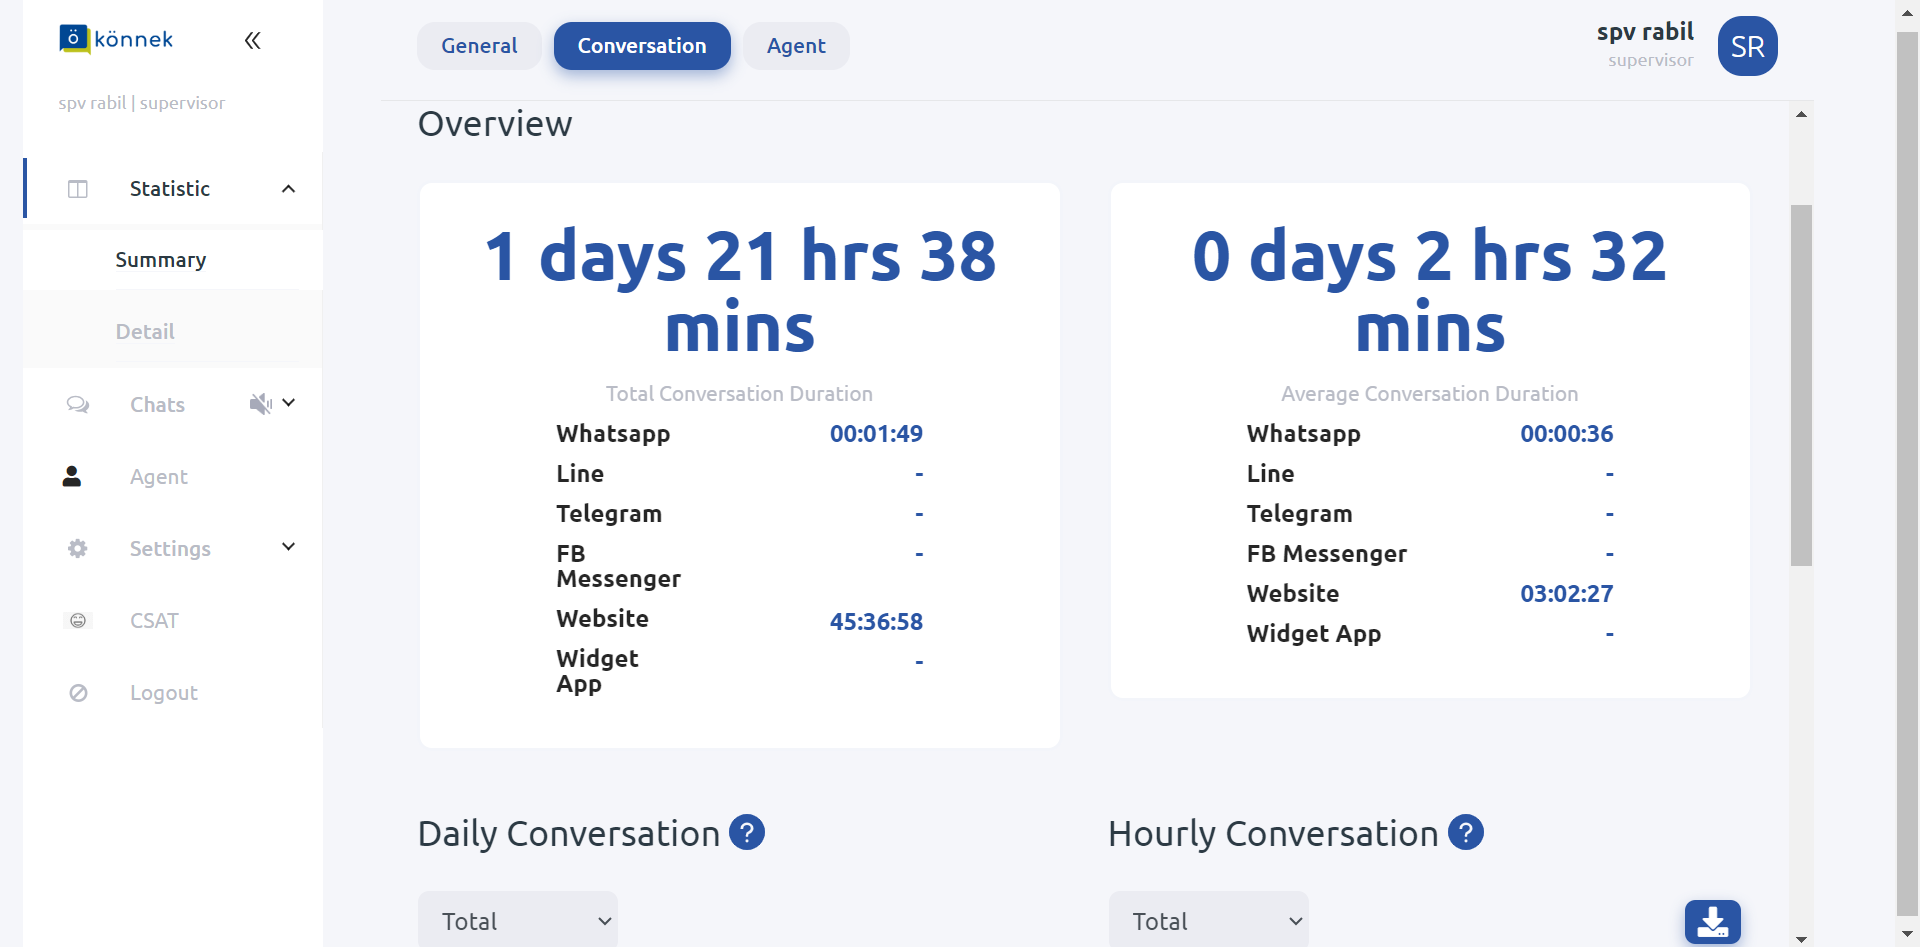 könnek
spv rabil | supervisor
Statistic
Summary
Detail
Chats
Agent
Settings
CSAT
Logout
General
Conversation
Agent
spv rabil
supervisor
SR
Overview
1 days 21 hrs 38
mins
Total Conversation Duration
Whatsapp 00:01:49
Line -
Telegram -
FB
Messenger -
Website 45:36:58
Widget
App -
0 days 2 hrs 32
mins
Average Conversation Duration
Whatsapp 00:00:36
Line -
Telegram -
FB Messenger -
Website 03:02:27
Widget App -
Daily Conversation ?
Total
Hourly Conversation ?
Total